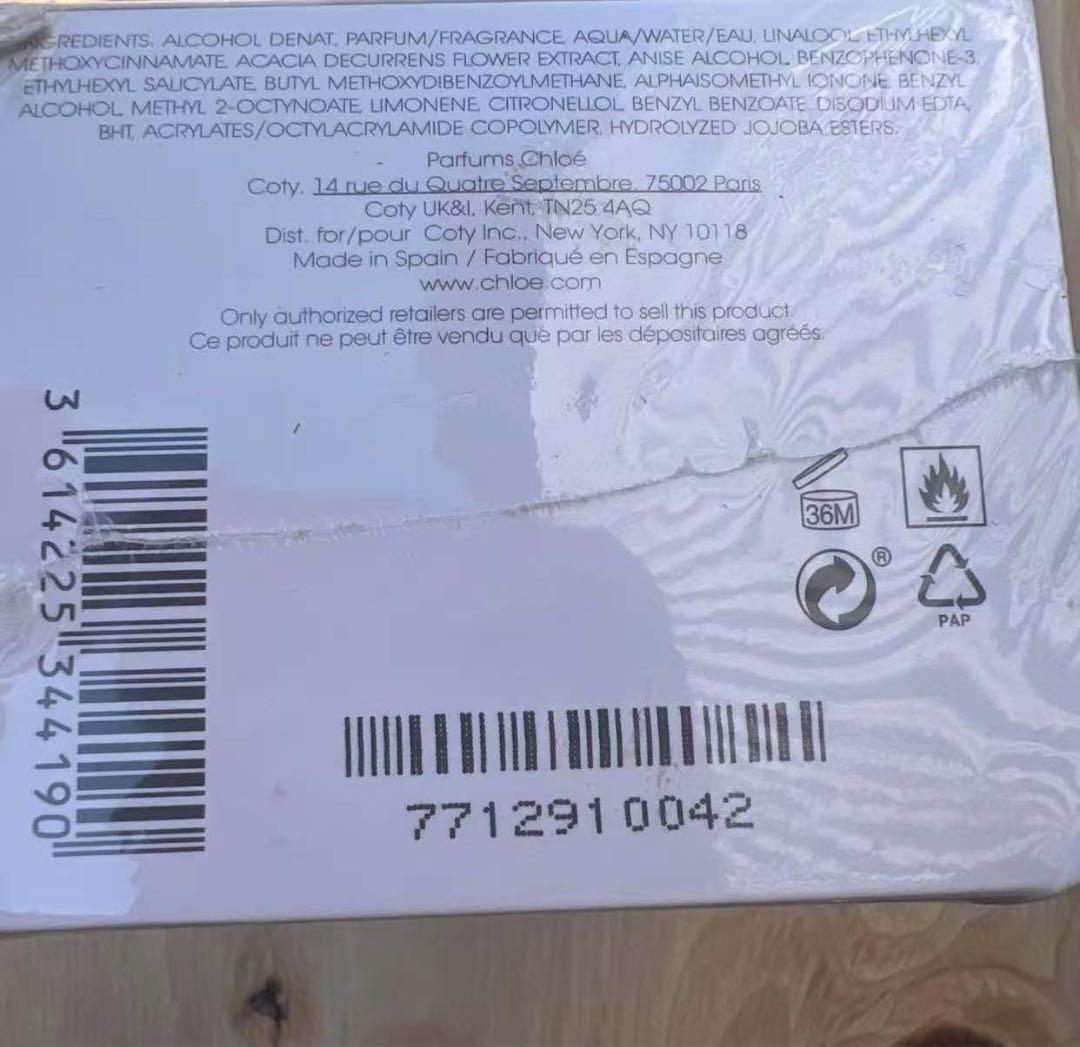 INGREDIENTS: ALCOHOL DENAT., PARFUM/FRAGRANCE, AQUA/WATER/EAU, LINALOOL, ETHYLHEXYL
METHOXYCINNAMATE, ACACIA DECURRENS FLOWER EXTRACT, ANISE ALCOHOL, BENZOPHENONE-3,
ETHYLHEXYL SALICYLATE, BUTYL METHOXYDIBENZOYLMETHANE, ALPHAISOMETHYL IONONE, BENZYL
ALCOHOL, METHYL 2-OCTYNOATE, LIMONENE, CITRONELLOL, BENZYL BENZOATE, DISODIUM EDTA,
BHT, ACRYLATES/OCTYLACRYLAMIDE COPOLYMER, HYDROLYZED JOJOBA ESTERS.
Parfums Chloé
Coty. 14 rue du Quatre Septembre, 75002 Paris
Coty UK&I, Kent, TN25 4AQ
Dist. for/pour Coty Inc., New York, NY 10118
Made in Spain / Fabriqué en Espagne
www.chloe.com
Only authorized retailers are permitted to sell this product.
Ce produit ne peut être vendu que par les dépositaires agréés.
3 614225 344190
36M
®
PAP
7712910042